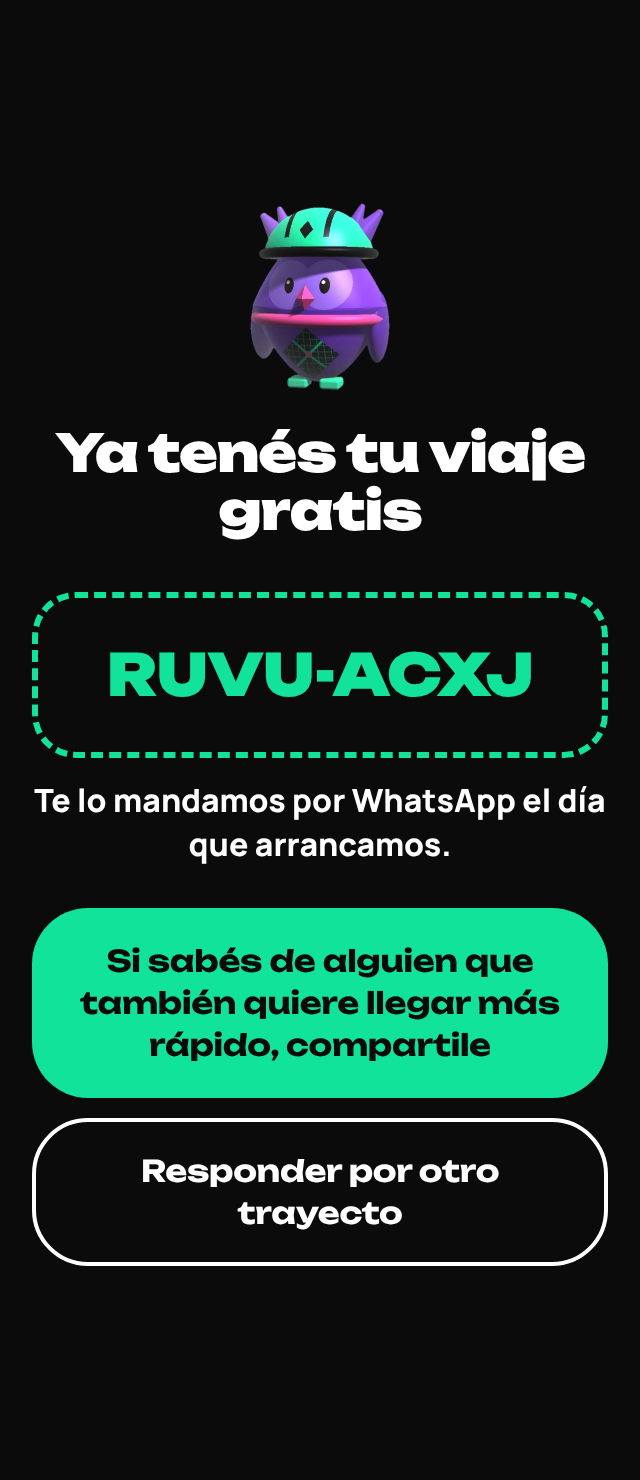 Ya tenés tu viaje
gratis
RUVU-ACXJ
Te lo mandamos por WhatsApp el día
que arrancamos.
Si sabés de alguien que
también quiere llegar más
rápido, compartile
Responder por otro
trayecto